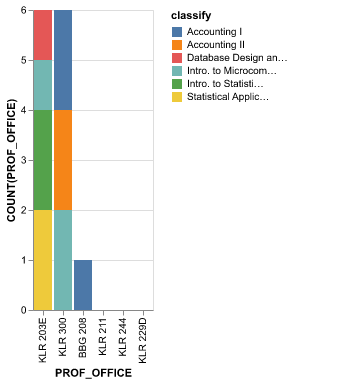 6
5
4
3
2
1
0
COUNT(PROF_OFFICE)
KLR 203E
KLR 300
BBG 208
KLR 211
KLR 244
KLR 229D
PROF_OFFICE
classify
Accounting I
Accounting II
Database Design an…
Intro. to Microcom…
Intro. to Statisti…
Statistical Applic…